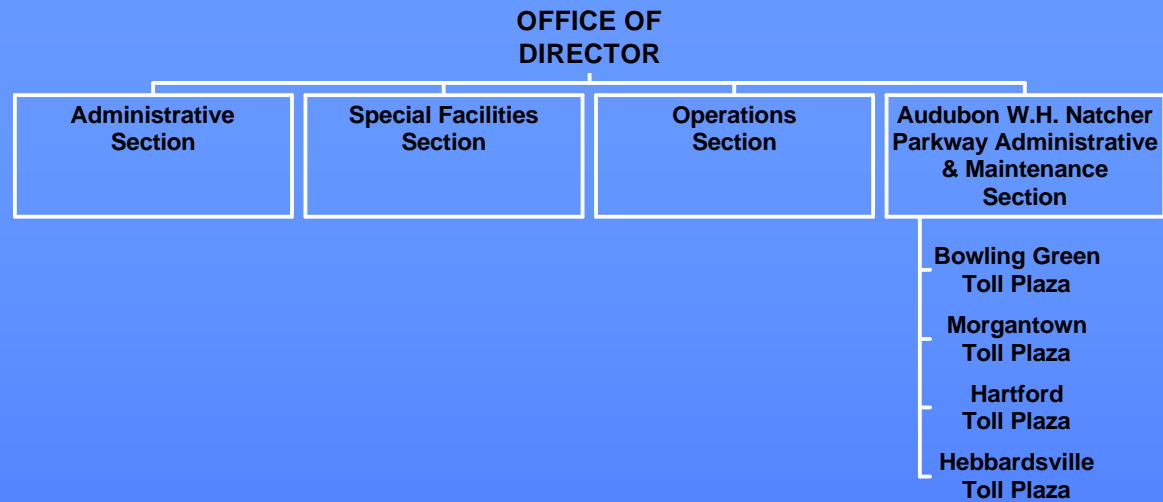 OFFICE OF
DIRECTOR
Administrative
Section
Special Facilities
Section
Operations
Section
Audubon W.H. Natcher
Parkway Administrative
& Maintenance
Section
Bowling Green
Toll Plaza
Morgantown
Toll Plaza
Hartford
Toll Plaza
Hebbardsville
Toll Plaza